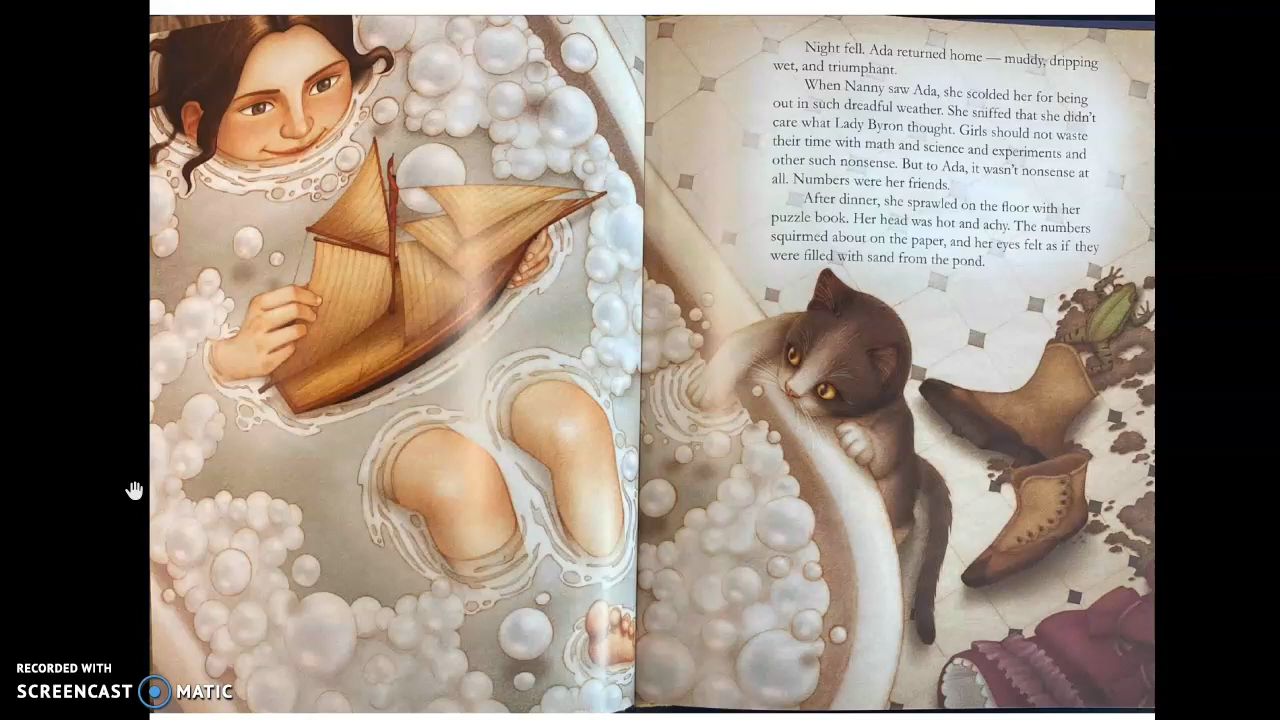 Night fell. Ada returned home — muddy, dripping
wet, and triumphant.
When Nanny saw Ada, she scolded her for being
out in such dreadful weather. She sniffed that she didn't
care what Lady Byron thought. Girls should not waste
their time with math and science and experiments and
other such nonsense. But to Ada, it wasn't nonsense at
all. Numbers were her friends.
After dinner, she sprawled on the floor with her
puzzle book. Her head was hot and achy. The numbers
squirmed about on the paper, and her eyes felt as if they
were filled with sand from the pond.
RECORDED WITH
SCREENCAST MATIC